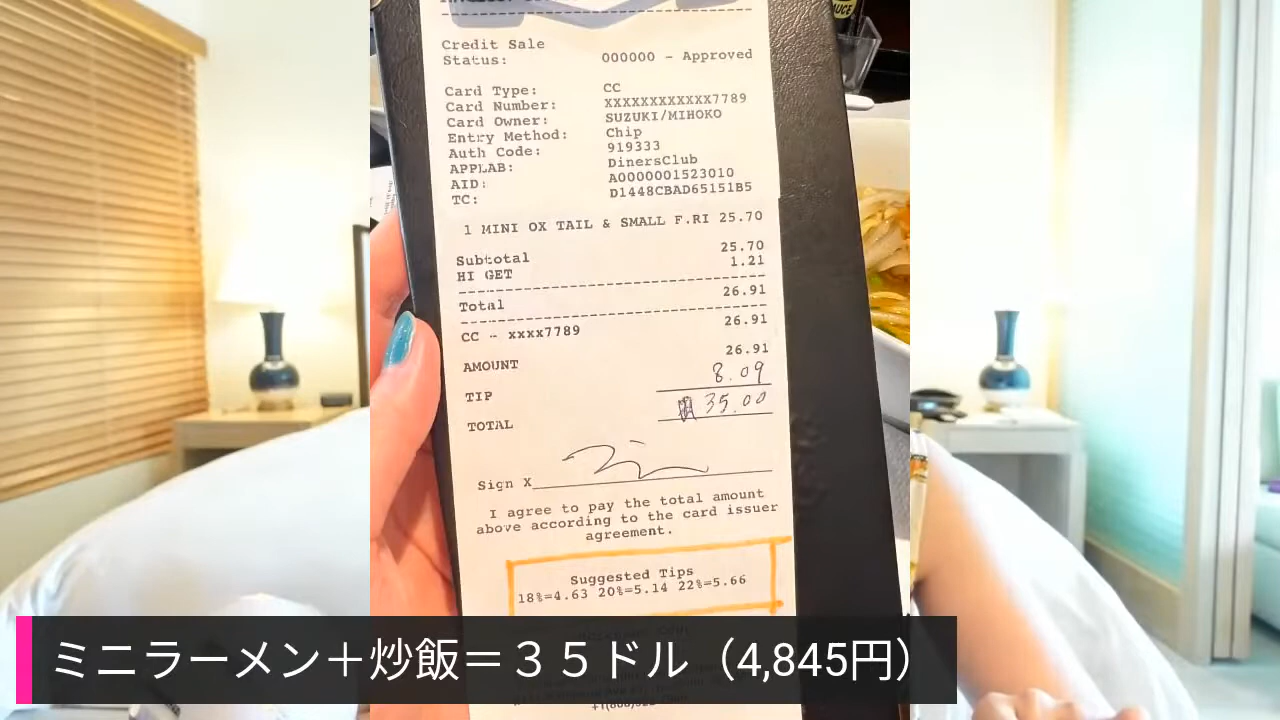 Credit Sale
Status: 000000 - Approved
Card Type: CC
Card Number: XXXXXXXXXXXX7789
Card Owner: SUZUKI/MIHOKO
Entry Method: Chip
Auth Code: 919333
APPLAB: DinersClub
AID: A0000001523010
TC: D1448CBAD65151B5
1 MINI OX TAIL & SMALL F.RI 25.70
Subtotal 25.70
HI GET 1.21
Total 26.91
CC - xxxx7789 26.91
AMOUNT 26.91
TIP 8.09
TOTAL 35.00
Sign X
I agree to pay the total amount
above according to the card issuer
agreement.
Suggested Tips
18%=4.63 20%=5.14 22%=5.66
ミニラーメン＋炒飯＝３５ドル（4,845円）